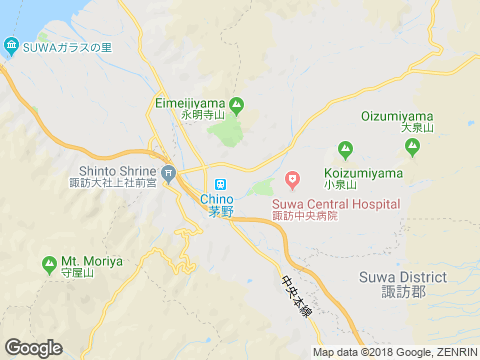 SUWAガラスの里
Eimeijiyama
永明寺山
Oizumiyama
大泉山
Shinto Shrine
諏訪大社上社前宮
Koizumiyama
小泉山
Chino
茅野
Suwa Central Hospital
諏訪中央病院
Mt. Moriya
守屋山
中央本線
Suwa District
諏訪郡
Google
Map data ©2018 Google, ZENRIN